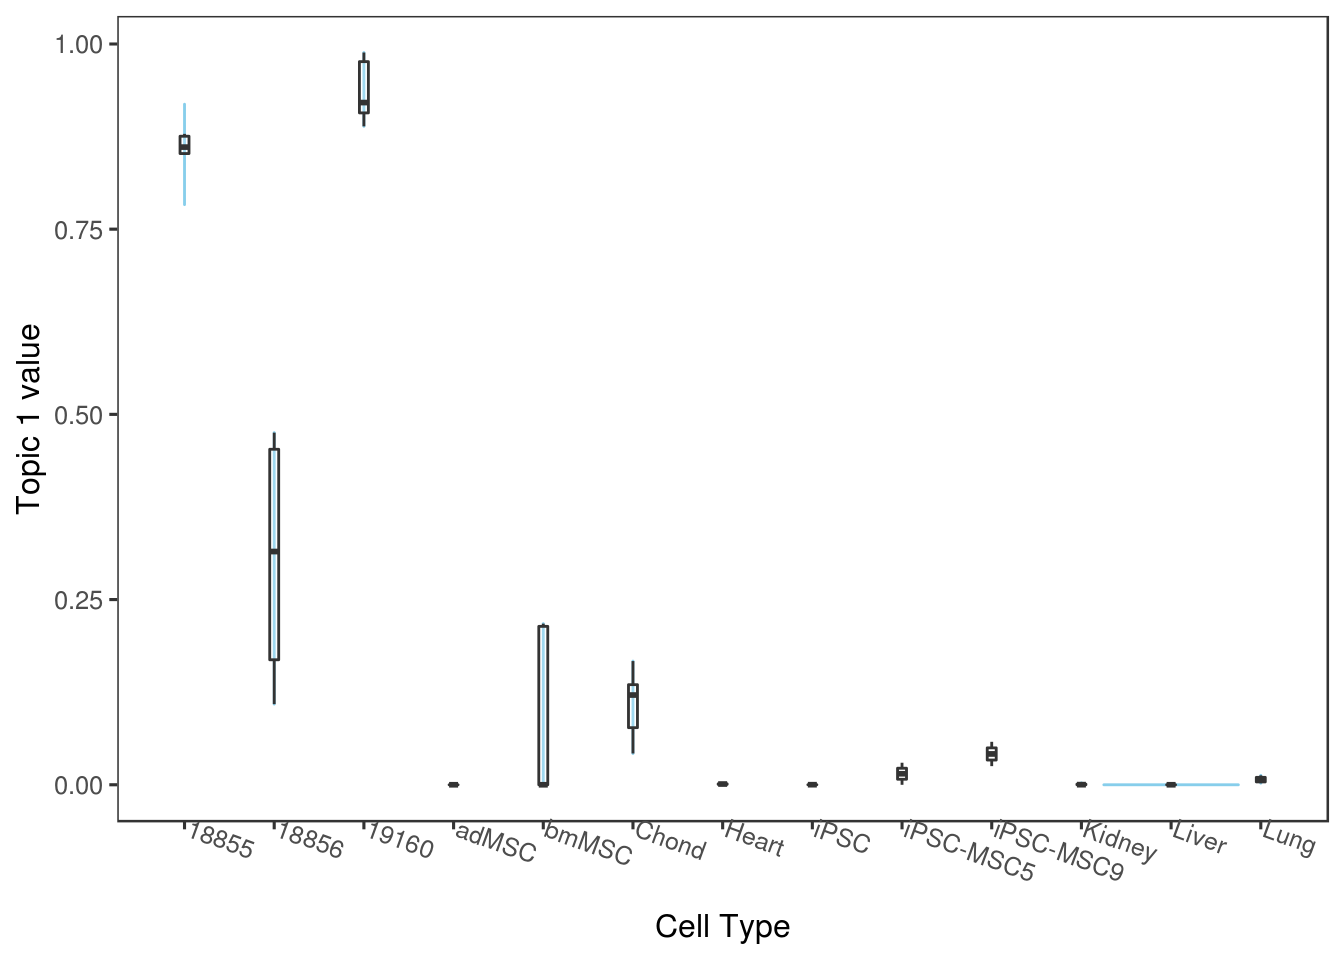 1.00
0.75
0.50
0.25
0.00
Topic 1 value
18855
18856
19160
adMSC
bmMSC
Chond
Heart
iPSC
iPSC-MSC5
iPSC-MSC9
Kidney
Liver
Lung
Cell Type